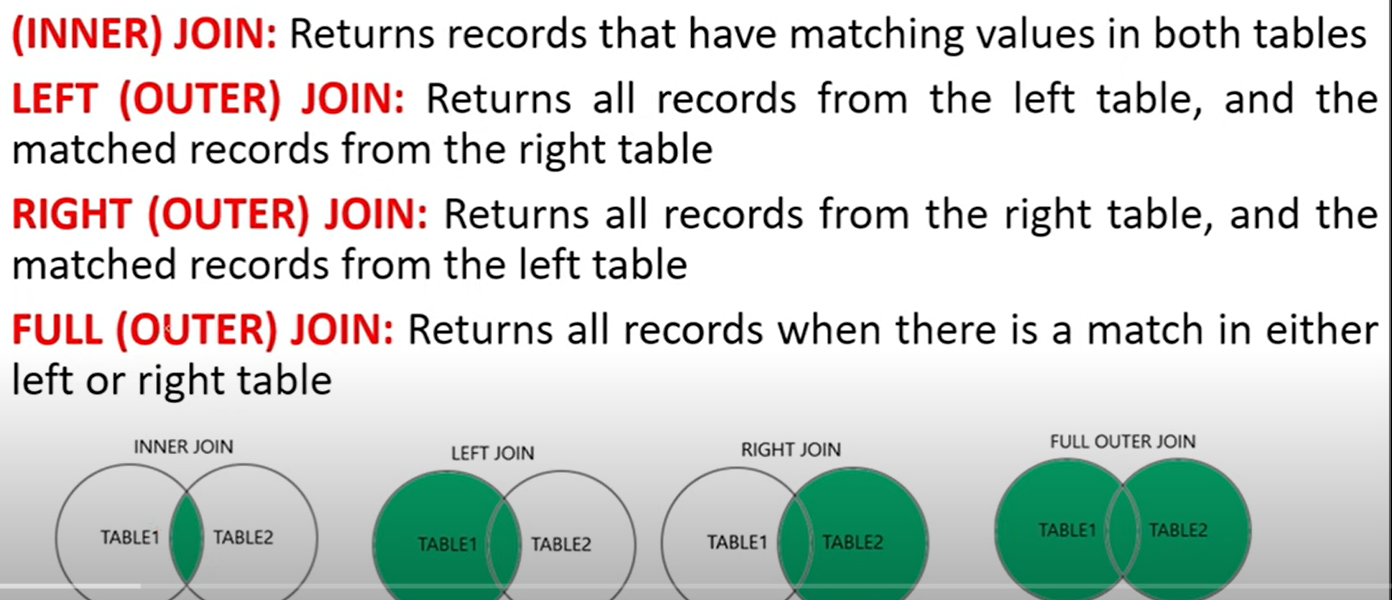 (INNER) JOIN: Returns records that have matching values in both tables
LEFT (OUTER) JOIN: Returns all records from the left table, and the
matched records from the right table
RIGHT (OUTER) JOIN: Returns all records from the right table, and the
matched records from the left table
FULL (OUTER) JOIN: Returns all records when there is a match in either
left or right table
INNER JOIN
TABLE1 TABLE2
LEFT JOIN
TABLE1 TABLE2
RIGHT JOIN
TABLE1 TABLE2
FULL OUTER JOIN
TABLE1 TABLE2